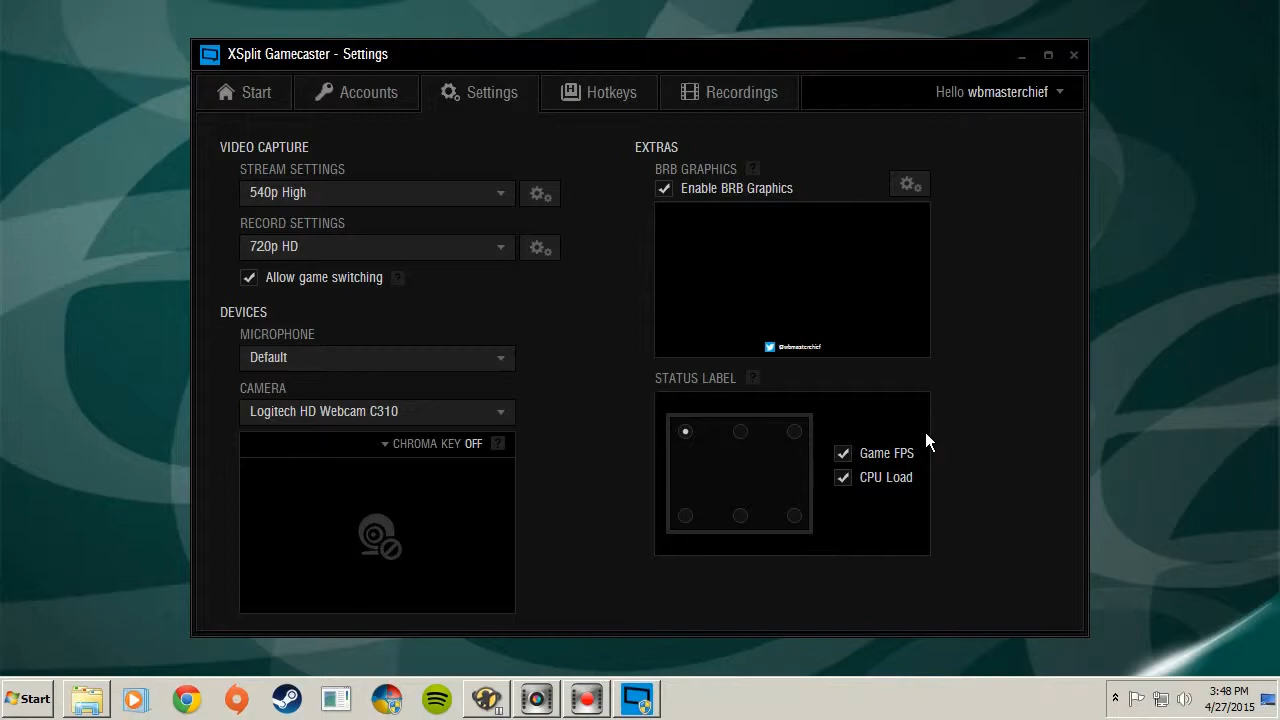 XSplit Gamecaster - Settings
Start
Accounts
Settings
Hotkeys
Recordings
Hello wbmasterchief
VIDEO CAPTURE
STREAM SETTINGS
540p High
RECORD SETTINGS
720p HD
Allow game switching ?
DEVICES
MICROPHONE
Default
CAMERA
Logitech HD Webcam C310
CHROMA KEY OFF ?
EXTRAS
BRB GRAPHICS ?
Enable BRB Graphics
@wbmasterchief
STATUS LABEL ?
Game FPS
CPU Load
Start
3:48 PM
4/27/2015